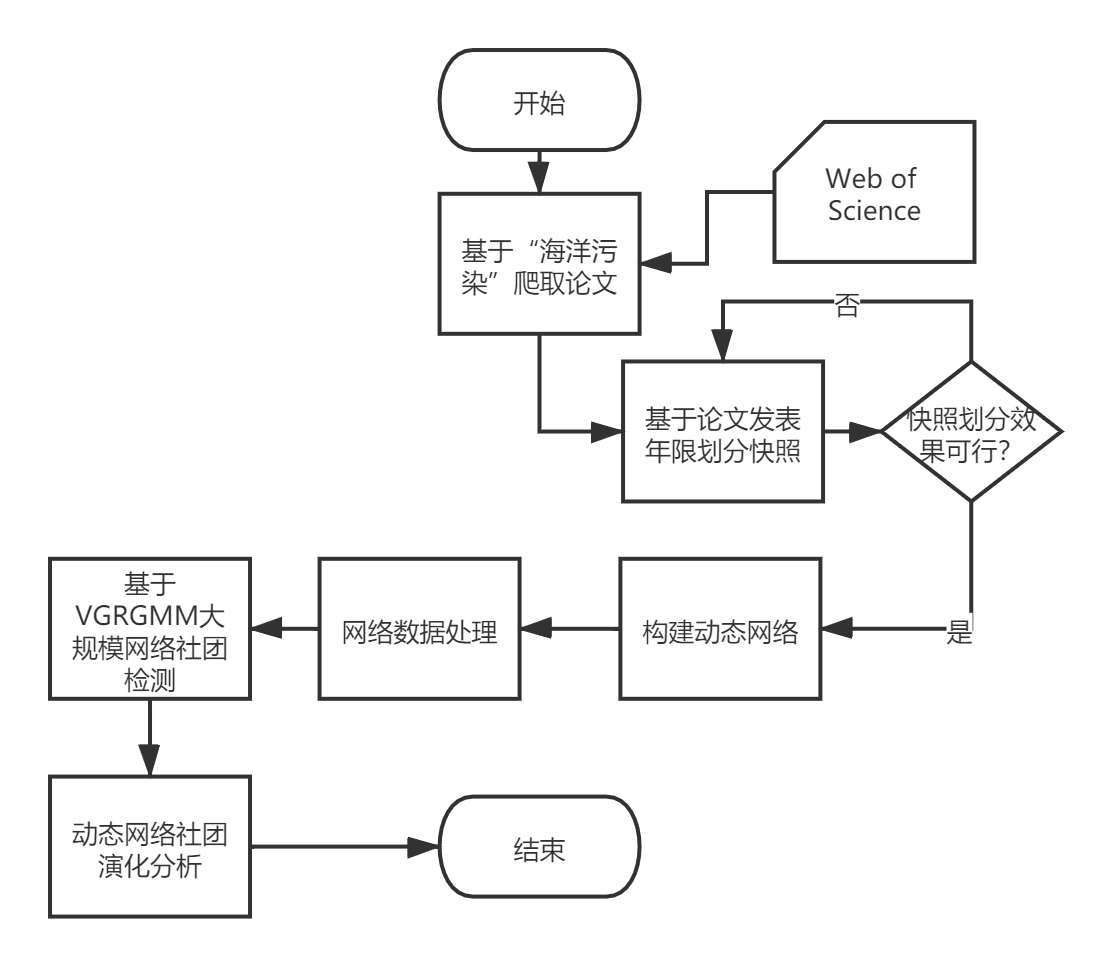 开始
Web of
Science
基于“海洋污
染”爬取论文
否
基于论文发表
年限划分快照
快照划分效
果可行？
是
构建动态网络
网络数据处理
基于
VGRGMM大
规模网络社团
检测
动态网络社团
演化分析
结束